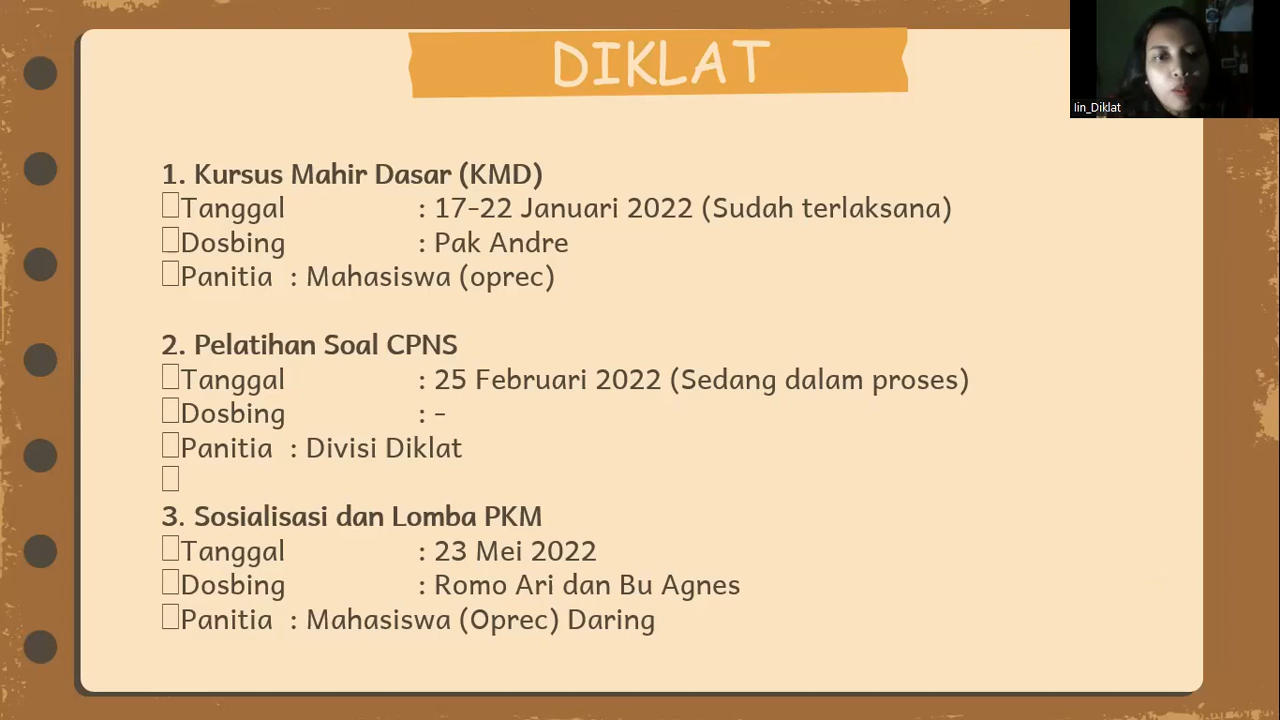 DIKLAT
Iin_Diklat
1. Kursus Mahir Dasar (KMD)
Tanggal : 17-22 Januari 2022 (Sudah terlaksana)
Dosbing : Pak Andre
Panitia : Mahasiswa (oprec)
2. Pelatihan Soal CPNS
Tanggal : 25 Februari 2022 (Sedang dalam proses)
Dosbing : -
Panitia : Divisi Diklat
3. Sosialisasi dan Lomba PKM
Tanggal : 23 Mei 2022
Dosbing : Romo Ari dan Bu Agnes
Panitia : Mahasiswa (Oprec) Daring